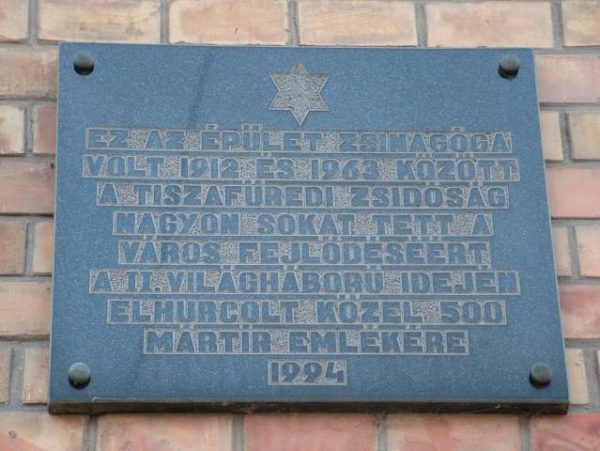 EZ AZ ÉPÜLET ZSINAGÓGA
VOLT 1912 ÉS 1963 KÖZÖTT
A TISZAFÜREDI ZSIDÓSÁG
NAGYON SOKAT TETT A
VÁROS FEJLŐDÉSÉÉRT
A II. VILÁGHÁBORÚ IDEJÉN
ELHURCOLT KÖZEL 500
MÁRTÍR EMLÉKÉRE
1994